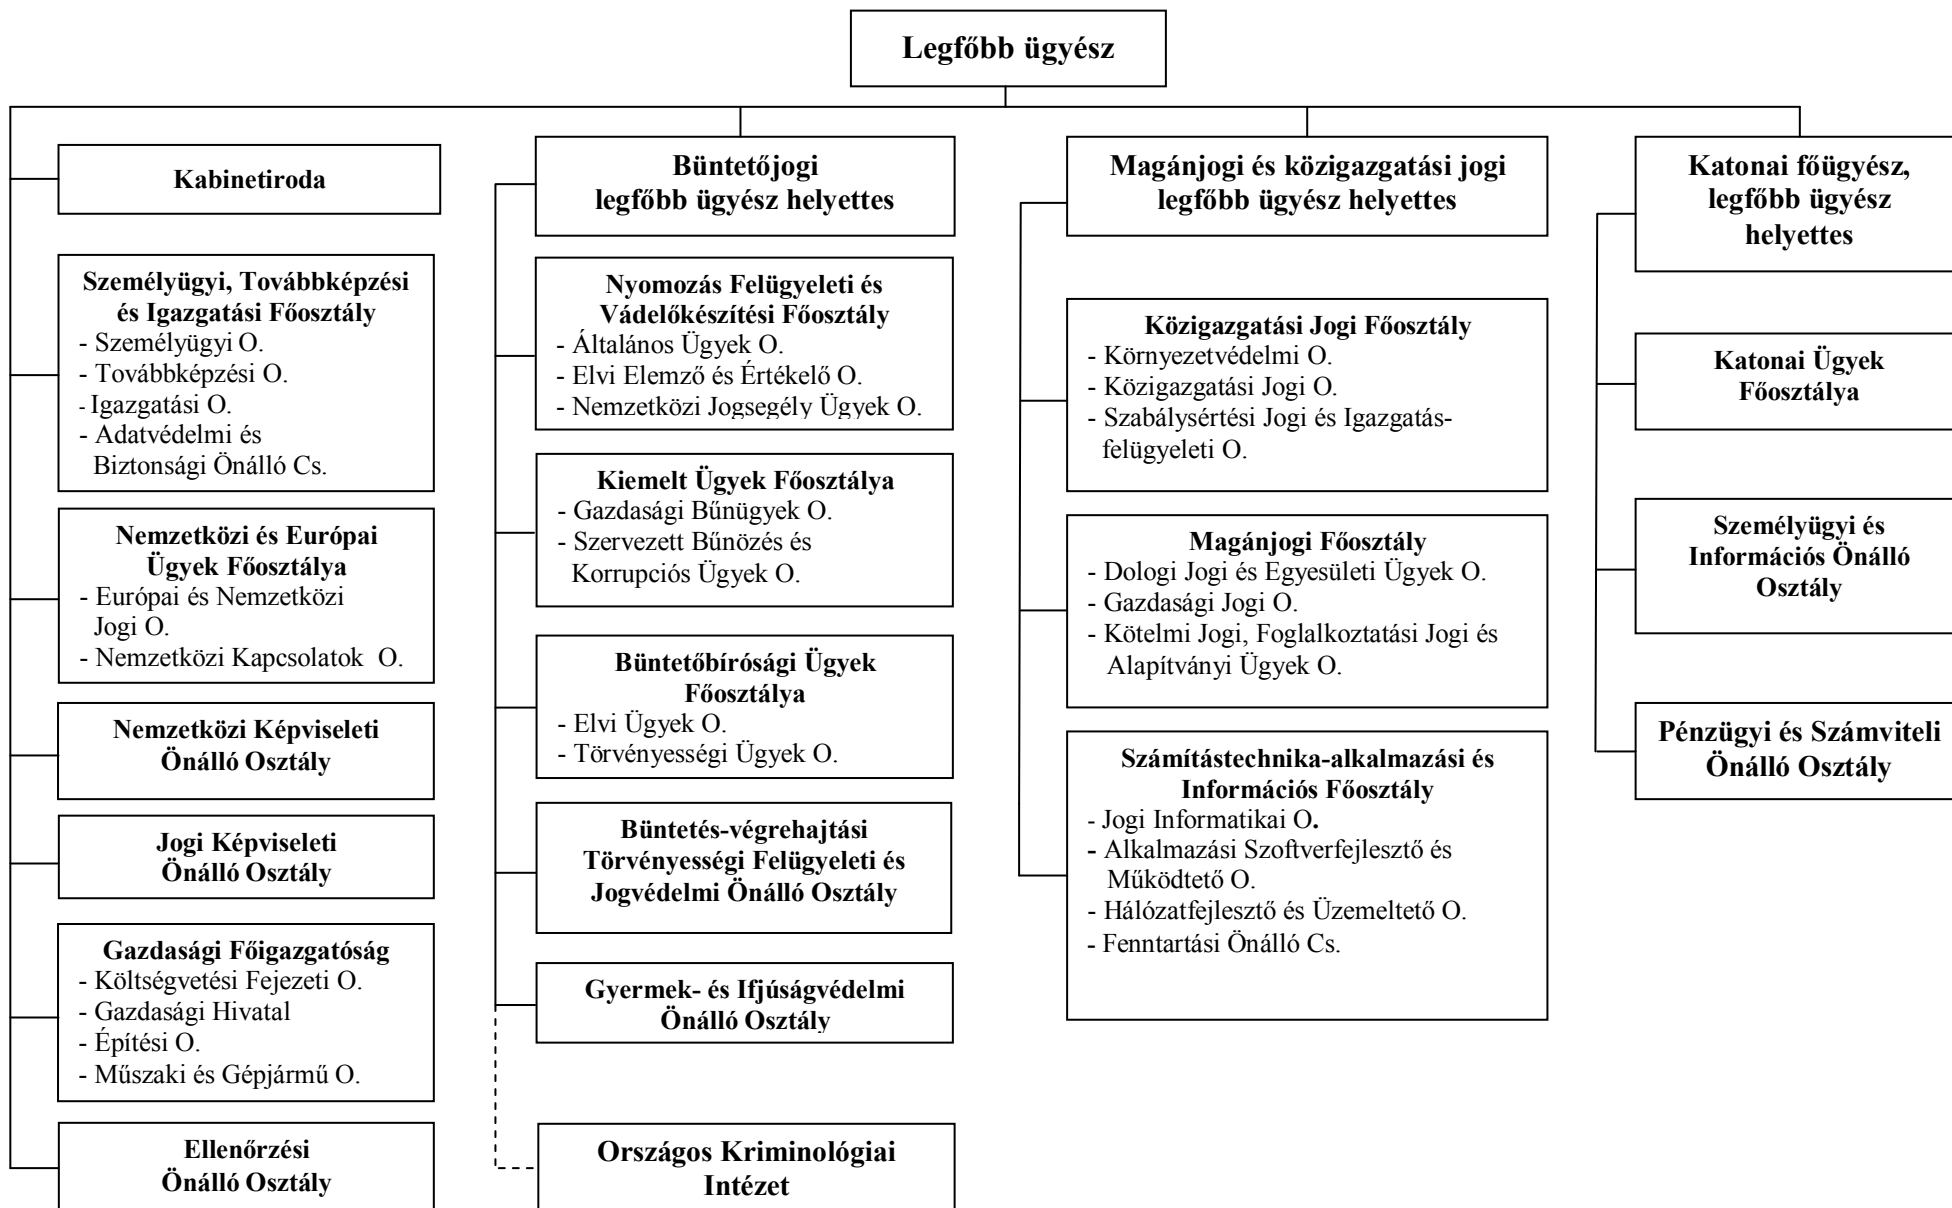 Legfőbb ügyész
Kabinetiroda
Személyügyi, Továbbképzési
és Igazgatási Főosztály
- Személyügyi O.
- Továbbképzési O.
- Igazgatási O.
- Adatvédelmi és
Biztonsági Önálló Cs.
Nemzetközi és Európai
Ügyek Főosztálya
- Európai és Nemzetközi
Jogi O.
- Nemzetközi Kapcsolatok O.
Nemzetközi Képviseleti
Önálló Osztály
Jogi Képviseleti
Önálló Osztály
Gazdasági Főigazgatóság
- Költségvetési Fejezeti O.
- Gazdasági Hivatal
- Építési O.
- Műszaki és Gépjármű O.
Ellenőrzési
Önálló Osztály
Büntetőjogi
legfőbb ügyész helyettes
Nyomozás Felügyeleti és
Vádelőkészítési Főosztály
- Általános Ügyek O.
- Elvi Elemző és Értékelő O.
- Nemzetközi Jogsegély Ügyek O.
Kiemelt Ügyek Főosztálya
- Gazdasági Bűnügyek O.
- Szervezett Bűnözés és
Korrupciós Ügyek O.
Büntetőbírósági Ügyek
Főosztálya
- Elvi Ügyek O.
- Törvényességi Ügyek O.
Büntetés-végrehajtási
Törvényességi Felügyeleti és
Jogvédelmi Önálló Osztály
Gyermek- és Ifjúságvédelmi
Önálló Osztály
Országos Kriminológiai
Intézet
Magánjogi és közigazgatási jogi
legfőbb ügyész helyettes
Közigazgatási Jogi Főosztály
- Környezetvédelmi O.
- Közigazgatási Jogi O.
- Szabálysértési Jogi és Igazgatás-
felügyeleti O.
Magánjogi Főosztály
- Dologi Jogi és Egyesületi Ügyek O.
- Gazdasági Jogi O.
- Kötelmi Jogi, Foglalkoztatási Jogi és
Alapítványi Ügyek O.
Számítástechnika-alkalmazási és
Információs Főosztály
- Jogi Informatikai O.
- Alkalmazási Szoftverfejlesztő és
Működtető O.
- Hálózatfejlesztő és Üzemeltető O.
- Fenntartási Önálló Cs.
Katonai főügyész,
legfőbb ügyész
helyettes
Katonai Ügyek
Főosztálya
Személyügyi és
Információs Önálló
Osztály
Pénzügyi és Számviteli
Önálló Osztály